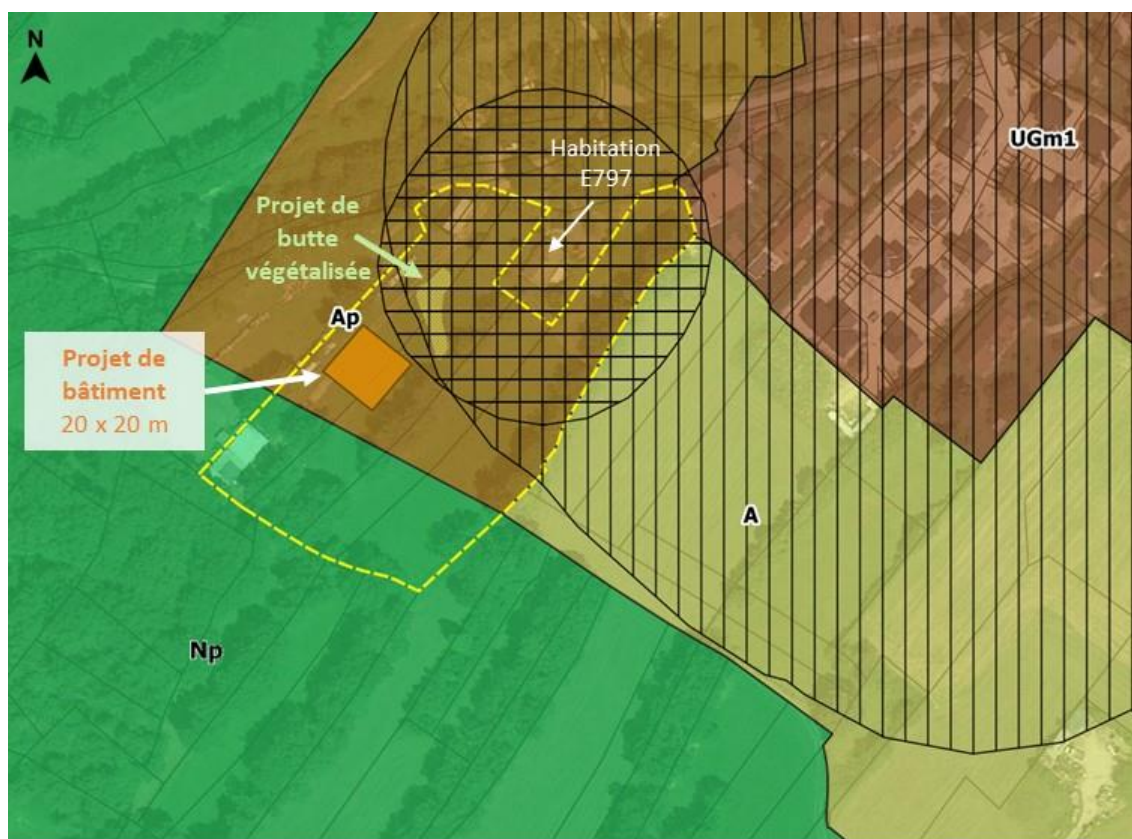 N
UGm1
Habitation
E797
Projet de
butte
végétalisée
Ap
Projet de
bâtiment
20 x 20 m
A
Np